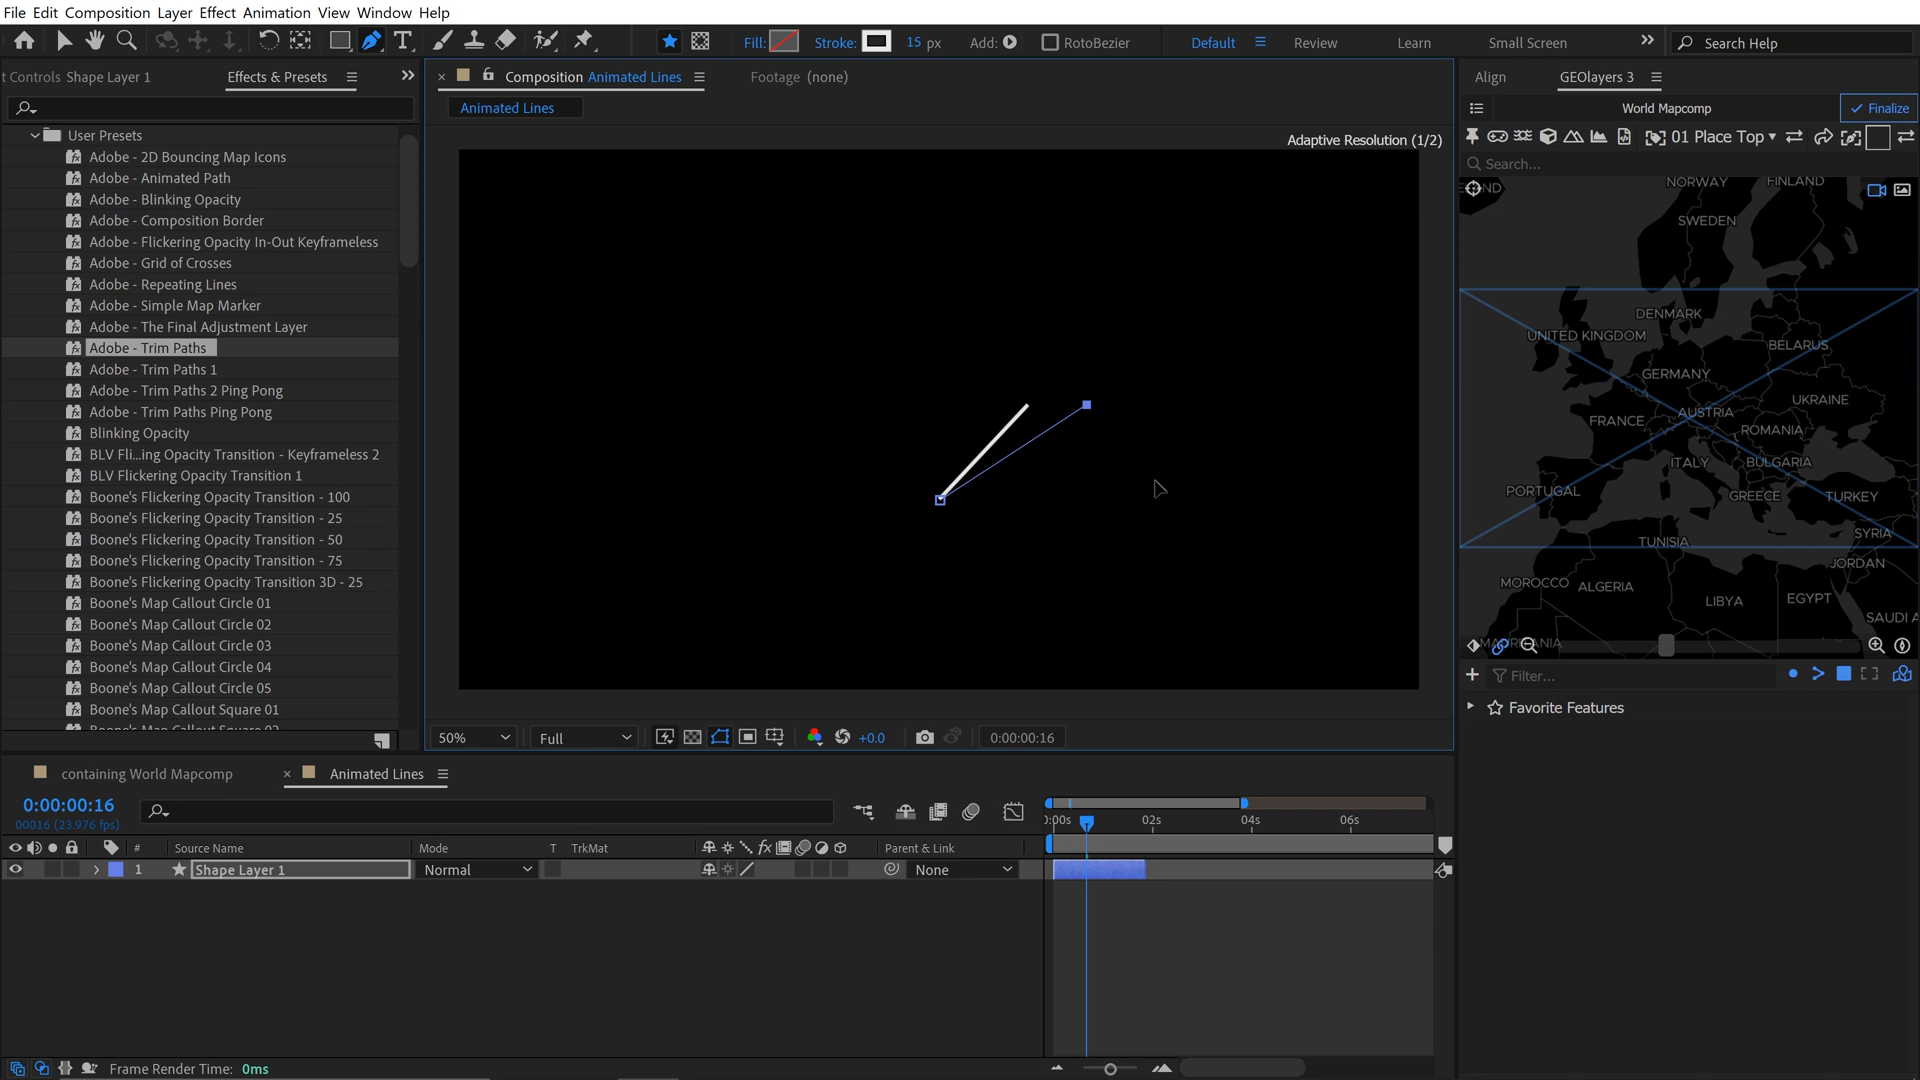 File Edit Composition Layer Effect Animation View Window Help
Fill: Stroke: 15 px Add: RotoBezier Default Review Learn Small Screen Search Help
t Controls Shape Layer 1 Effects & Presets
Composition Animated Lines Footage (none)
Align GEOlayers 3
Animated Lines
World Mapcomp Finalize
Adaptive Resolution (1/2)
01 Place Top
Search...
User Presets
Adobe - 2D Bouncing Map Icons
Adobe - Animated Path
Adobe - Blinking Opacity
Adobe - Composition Border
Adobe - Flickering Opacity In-Out Keyframeless
Adobe - Grid of Crosses
Adobe - Repeating Lines
Adobe - Simple Map Marker
Adobe - The Final Adjustment Layer
Adobe - Trim Paths
Adobe - Trim Paths 1
Adobe - Trim Paths 2 Ping Pong
Adobe - Trim Paths Ping Pong
Blinking Opacity
BLV Fli...ing Opacity Transition - Keyframeless 2
BLV Flickering Opacity Transition 1
Boone's Flickering Opacity Transition - 100
Boone's Flickering Opacity Transition - 25
Boone's Flickering Opacity Transition - 50
Boone's Flickering Opacity Transition - 75
Boone's Flickering Opacity Transition 3D - 25
Boone's Map Callout Circle 01
Boone's Map Callout Circle 02
Boone's Map Callout Circle 03
Boone's Map Callout Circle 04
Boone's Map Callout Circle 05
Boone's Map Callout Square 01
NORWAY FINLAND
SWEDEN
DENMARK
UNITED KINGDOM
BELARUS
GERMANY
UKRAINE
FRANCE
AUSTRIA
ROMANIA
ITALY BULGARIA
PORTUGAL
GREECE TURKEY
SYRIA
TUNISIA
JORDAN
MOROCCO ALGERIA
LIBYA EGYPT
SAUDI A
50% Full +0.0 0:00:00:16
Filter...
Favorite Features
containing World Mapcomp Animated Lines
0:00:00:16
00016 (23.976 fps)
):00s 02s 04s 06s
# Source Name Mode T TrkMat Parent & Link
1 Shape Layer 1 Normal None
Frame Render Time: 0ms